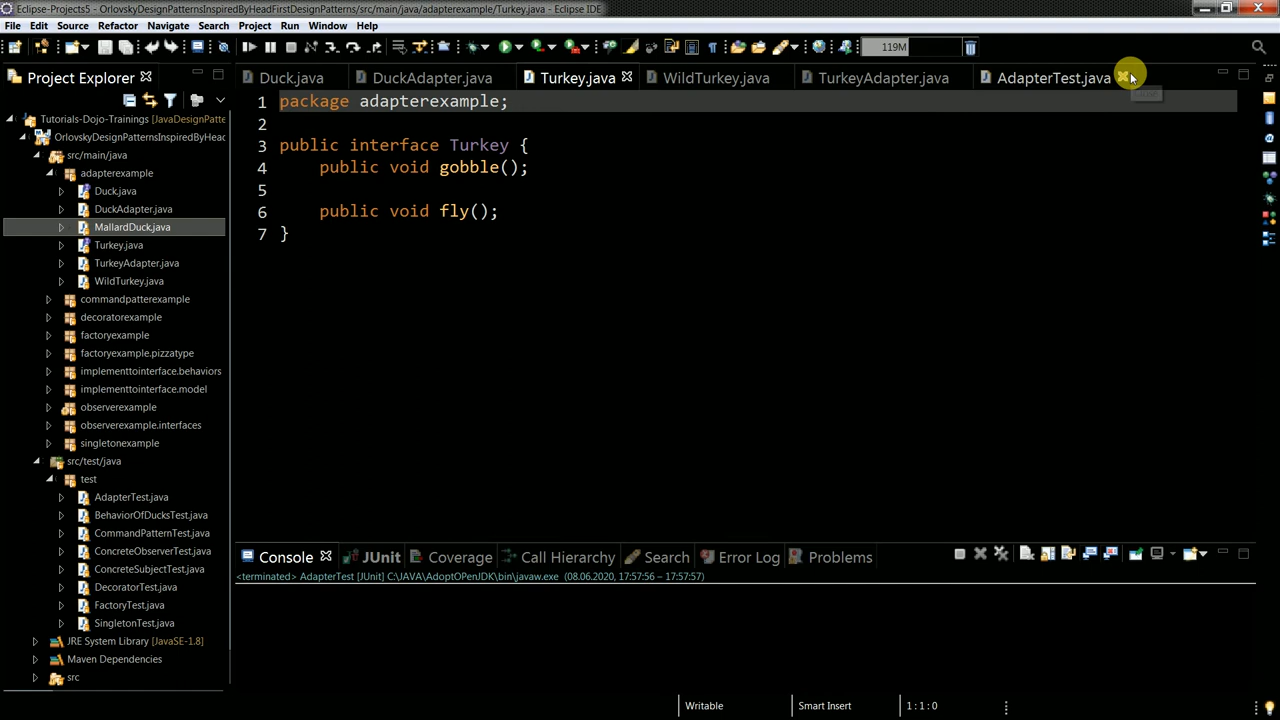 Eclipse-Projects5 - OrlovskyDesignPatternsInspiredByHeadFirstDesignPatterns/src/main/java/adapterexample/Turkey.java - Eclipse IDE
File Edit Source Refactor Navigate Search Project Run Window Help
119M
Project Explorer
Duck.java DuckAdapter.java Turkey.java WildTurkey.java TurkeyAdapter.java AdapterTest.java
Tutorials-Dojo-Trainings [JavaDesignPatte
OrlovskyDesignPatternsInspiredByHeac
src/main/java
adapterexample
Duck.java
DuckAdapter.java
MallardDuck.java
Turkey.java
TurkeyAdapter.java
WildTurkey.java
commandpatterexample
decoratorexample
factoryexample
factoryexample.pizzatype
implementtointerface.behaviors
implementtointerface.model
observerexample
observerexample.interfaces
singletonexample
src/test/java
test
AdapterTest.java
BehaviorOfDucksTest.java
CommandPatternTest.java
ConcreteObserverTest.java
ConcreteSubjectTest.java
DecoratorTest.java
FactoryTest.java
SingletonTest.java
JRE System Library [JavaSE-1.8]
Maven Dependencies
src
1 package adapterexample;
2
3 public interface Turkey {
4 public void gobble();
5
6 public void fly();
7 }
Console JUnit Coverage Call Hierarchy Search Error Log Problems
<terminated> AdapterTest [JUnit] C:\JAVA\AdoptOPenJDK\bin\javaw.exe (08.06.2020, 17:57:56 – 17:57:57)
Writable Smart Insert 1:1:0